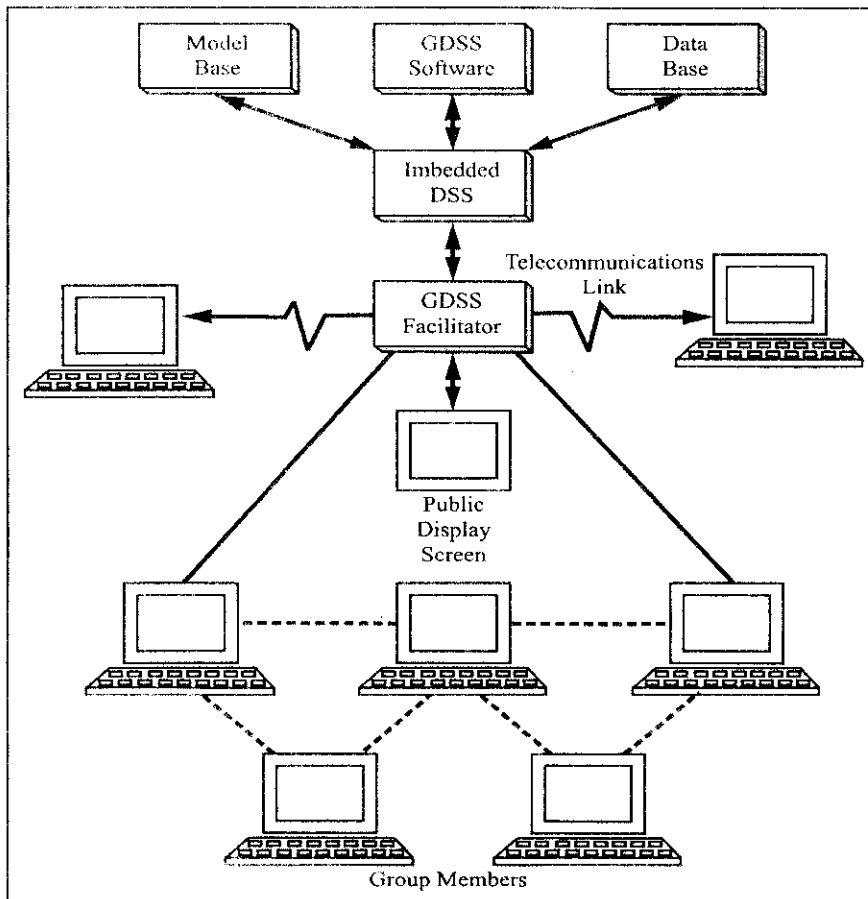 Model
Base
GDSS
Software
Data
Base
Imbedded
DSS
Telecommunications
Link
GDSS
Facilitator
Public
Display
Screen
Group Members